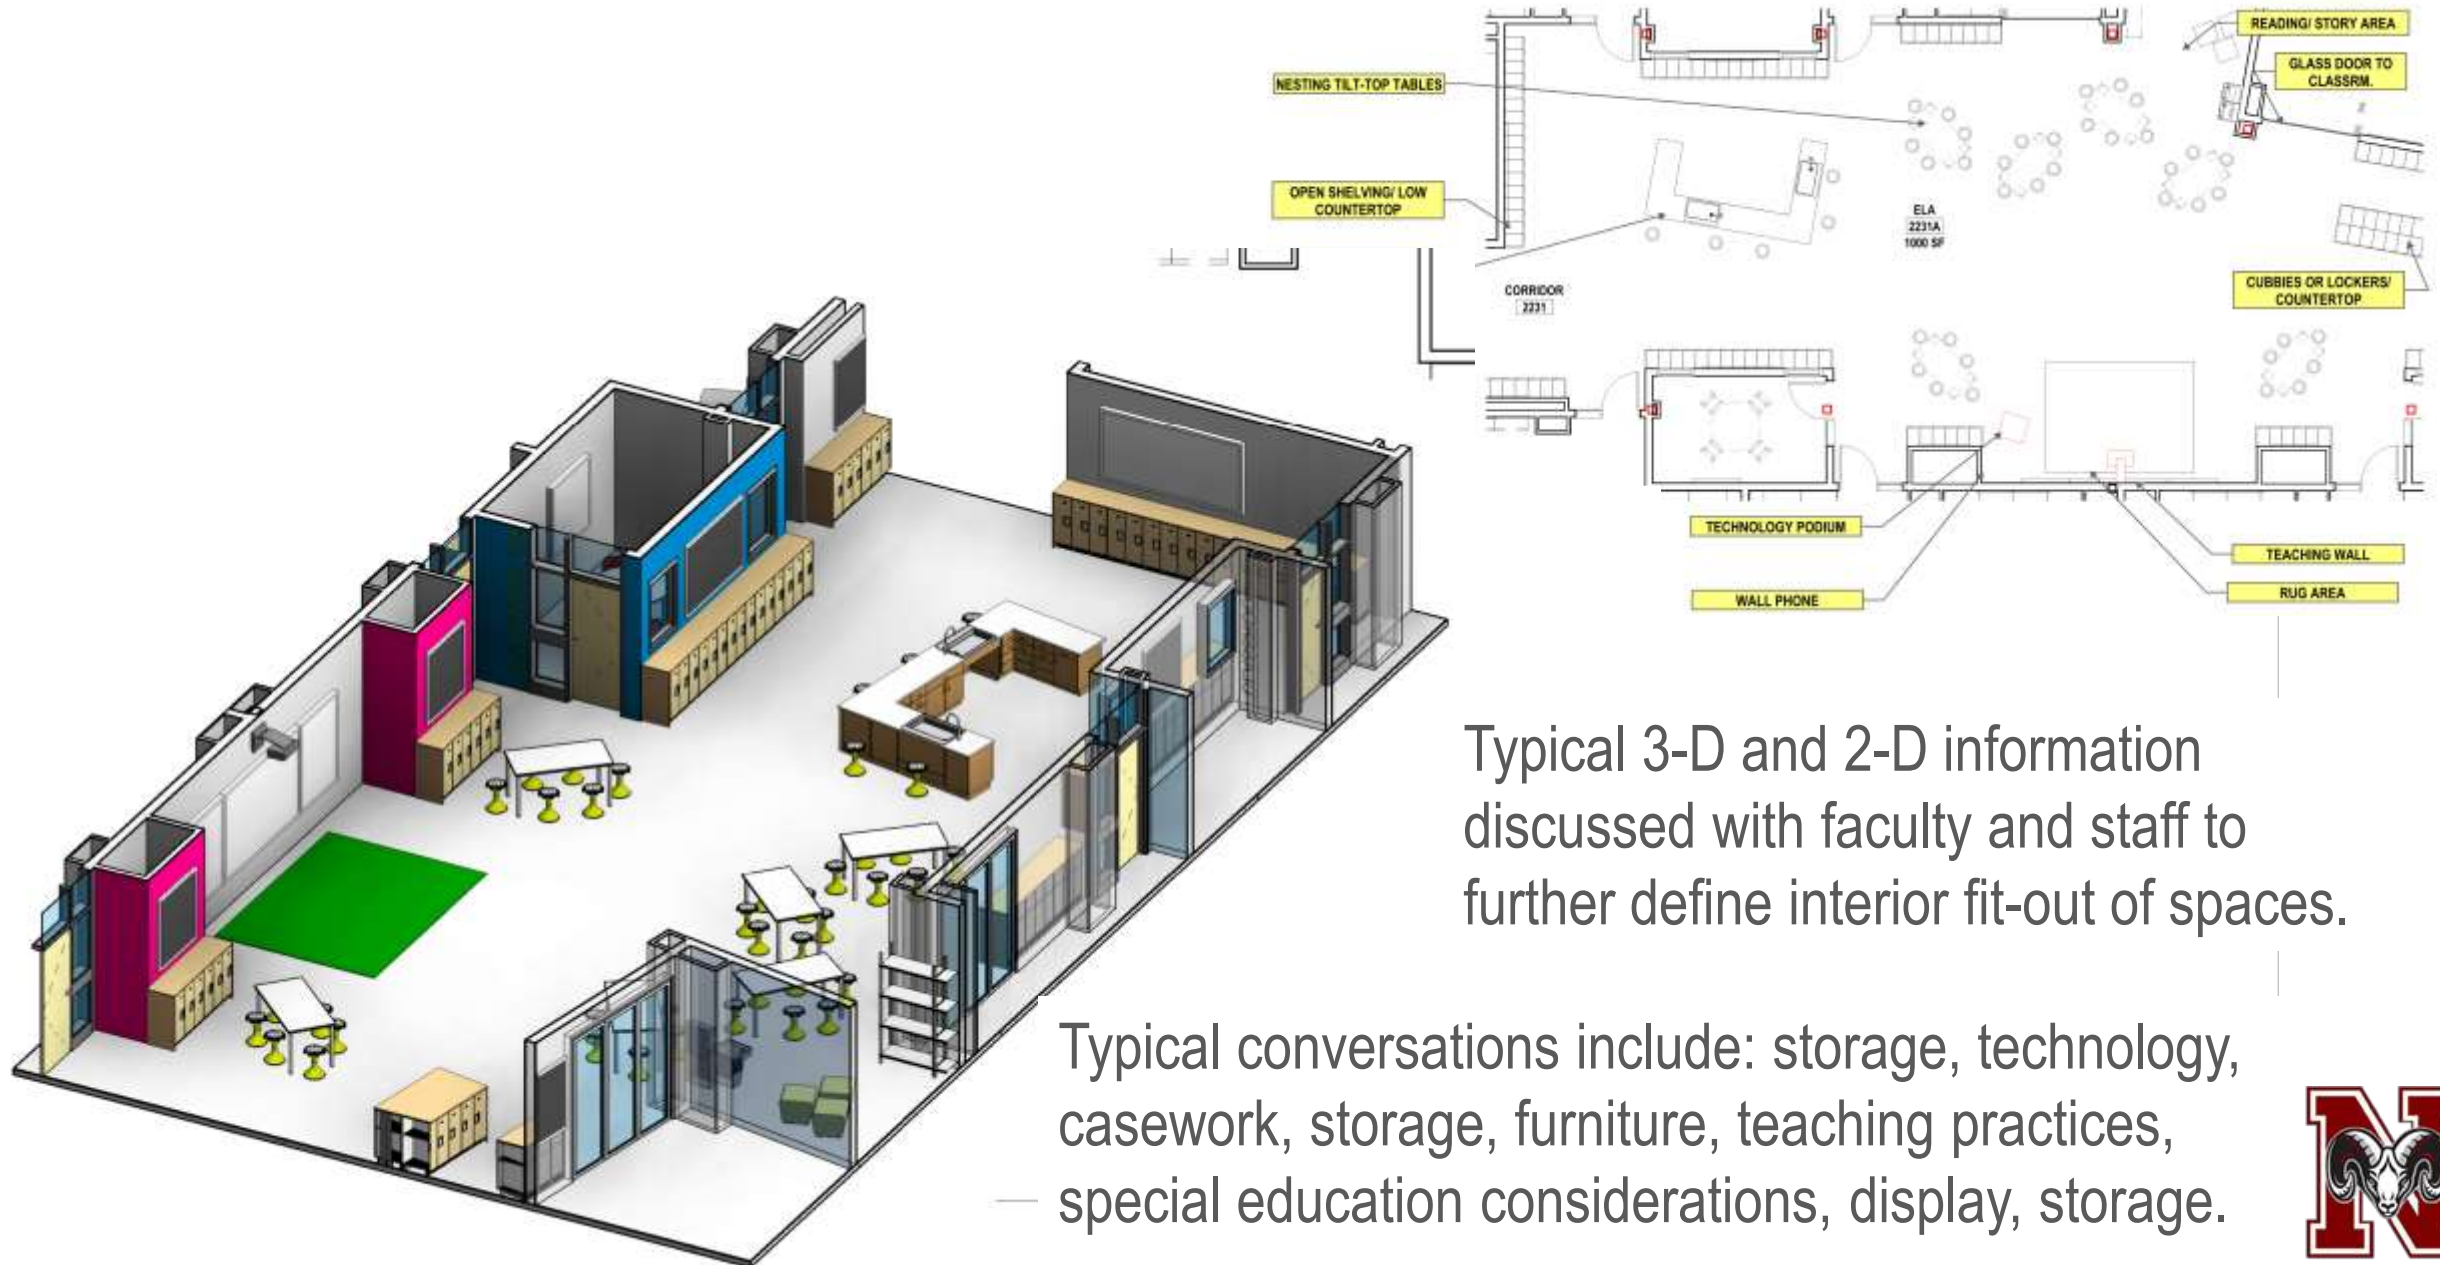 READING/ STORY AREA
GLASS DOOR TO
CLASSRM.
NESTING TILT-TOP TABLES
OPEN SHELVING/ LOW
COUNTERTOP
ELA
2231A
1000 SF
CORRIDOR
2231
CUBBIES OR LOCKERS/
COUNTERTOP
TECHNOLOGY PODIUM
TEACHING WALL
WALL PHONE
RUG AREA
Typical 3-D and 2-D information
discussed with faculty and staff to
further define interior fit-out of spaces.
Typical conversations include: storage, technology,
casework, storage, furniture, teaching practices,
special education considerations, display, storage.
N